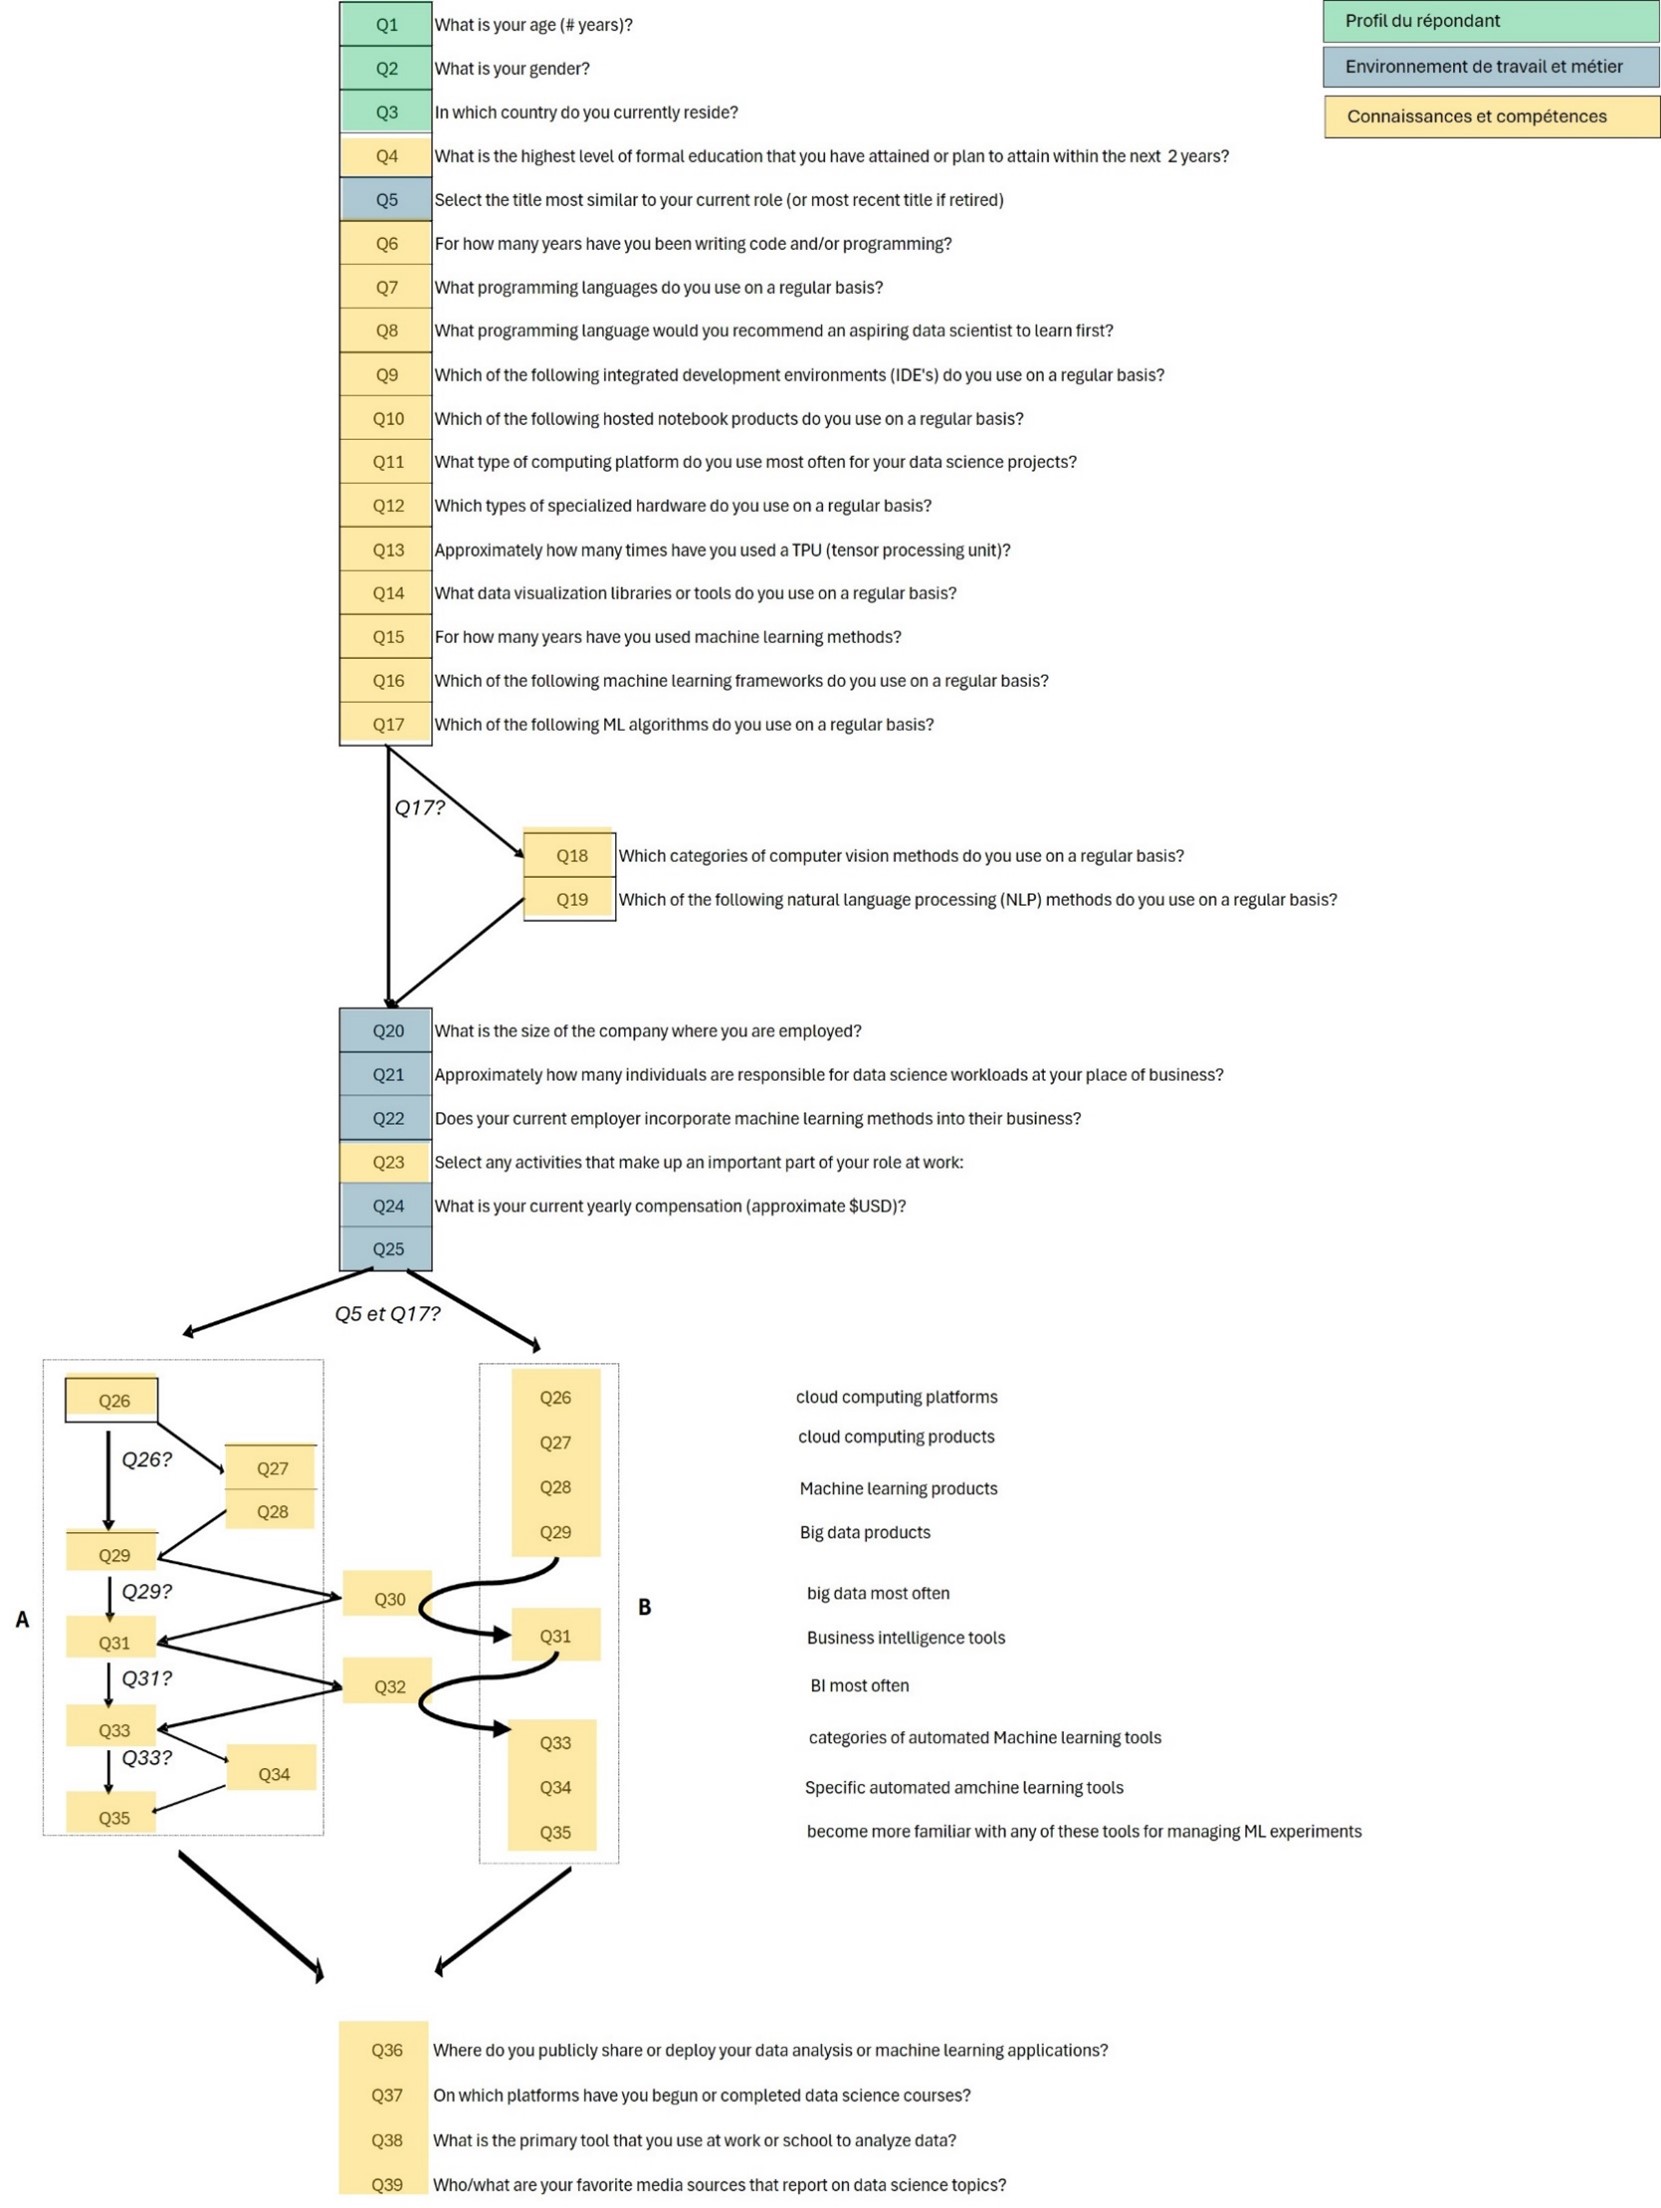 Profil du répondant
Environnement de travail et métier
Connaissances et compétences
Q1 What is your age (# years)?
Q2 What is your gender?
Q3 In which country do you currently reside?
Q4 What is the highest level of formal education that you have attained or plan to attain within the next 2 years?
Q5 Select the title most similar to your current role (or most recent title if retired)
Q6 For how many years have you been writing code and/or programming?
Q7 What programming languages do you use on a regular basis?
Q8 What programming language would you recommend an aspiring data scientist to learn first?
Q9 Which of the following integrated development environments (IDE's) do you use on a regular basis?
Q10 Which of the following hosted notebook products do you use on a regular basis?
Q11 What type of computing platform do you use most often for your data science projects?
Q12 Which types of specialized hardware do you use on a regular basis?
Q13 Approximately how many times have you used a TPU (tensor processing unit)?
Q14 What data visualization libraries or tools do you use on a regular basis?
Q15 For how many years have you used machine learning methods?
Q16 Which of the following machine learning frameworks do you use on a regular basis?
Q17 Which of the following ML algorithms do you use on a regular basis?
Q17?
Q18 Which categories of computer vision methods do you use on a regular basis?
Q19 Which of the following natural language processing (NLP) methods do you use on a regular basis?
Q20 What is the size of the company where you are employed?
Q21 Approximately how many individuals are responsible for data science workloads at your place of business?
Q22 Does your current employer incorporate machine learning methods into their business?
Q23 Select any activities that make up an important part of your role at work:
Q24 What is your current yearly compensation (approximate $USD)?
Q25
Q5 et Q17?
A
Q26
Q26?
Q27
Q28
Q29
Q29?
Q30
Q31
Q31?
Q32
Q33
Q33?
Q34
Q35
B
Q26 cloud computing platforms
Q27 cloud computing products
Q28 Machine learning products
Q29 Big data products
big data most often
Q31 Business intelligence tools
BI most often
Q33 categories of automated Machine learning tools
Q34 Specific automated amchine learning tools
Q35 become more familiar with any of these tools for managing ML experiments
Q36 Where do you publicly share or deploy your data analysis or machine learning applications?
Q37 On which platforms have you begun or completed data science courses?
Q38 What is the primary tool that you use at work or school to analyze data?
Q39 Who/what are your favorite media sources that report on data science topics?